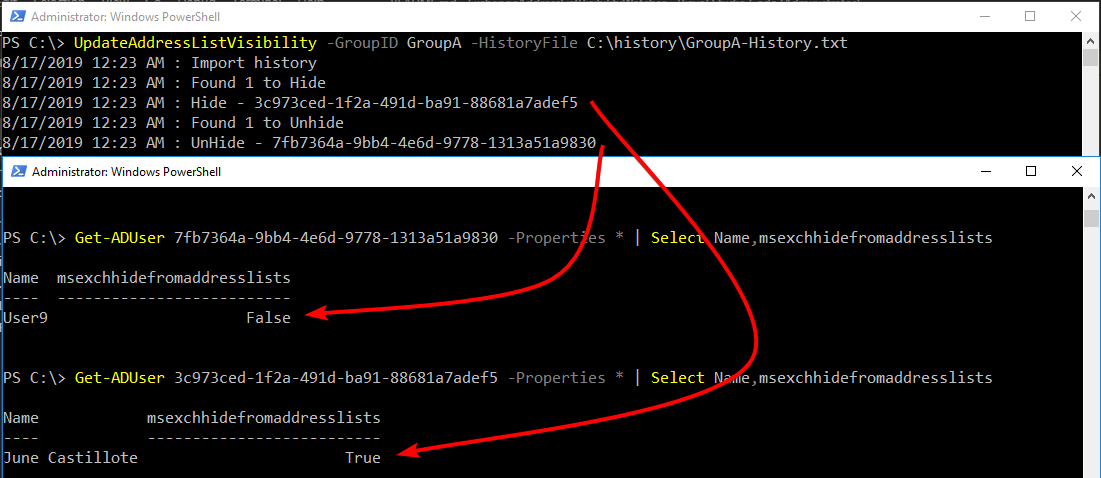 Administrator: Windows PowerShell
PS C:\> UpdateAddressListVisibility -GroupID GroupA -HistoryFile C:\history\GroupA-History.txt
8/17/2019 12:23 AM : Import history
8/17/2019 12:23 AM : Found 1 to Hide
8/17/2019 12:23 AM : Hide - 3c973ced-1f2a-491d-ba91-88681a7adef5
8/17/2019 12:23 AM : Found 1 to Unhide
8/17/2019 12:23 AM : UnHide - 7fb7364a-9bb4-4e6d-9778-1313a51a9830
Administrator: Windows PowerShell
PS C:\> Get-ADUser 7fb7364a-9bb4-4e6d-9778-1313a51a9830 -Properties * | Select Name,msexchhidefromaddresslists
Name  msexchhidefromaddresslists
----  --------------------------
User9                      False
PS C:\> Get-ADUser 3c973ced-1f2a-491d-ba91-88681a7adef5 -Properties * | Select Name,msexchhidefromaddresslists
Name            msexchhidefromaddresslists
----            --------------------------
June Castillote                       True